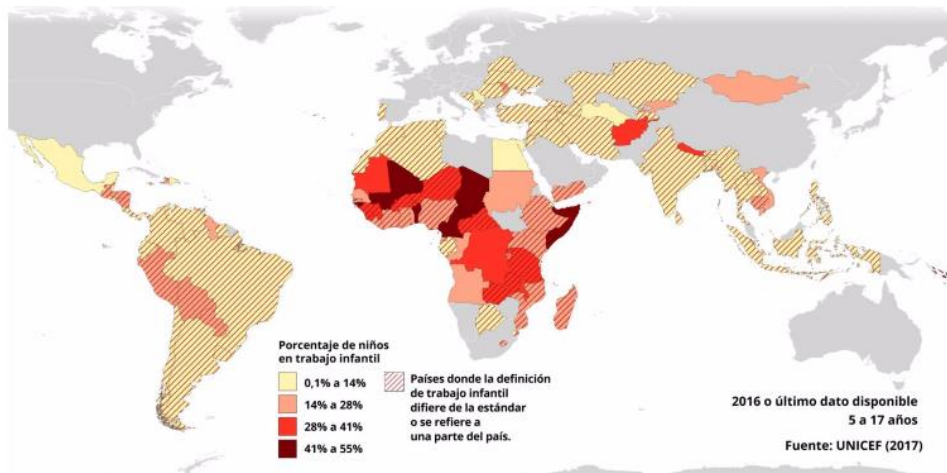 Porcentaje de niños
en trabajo infantil
0,1% a 14%
14% a 28%
28% a 41%
41% a 55%
Países donde la definición
de trabajo infantil
difiere de la estándar
o se refiere a
una parte del país.
2016 o último dato disponible
5 a 17 años
Fuente: UNICEF (2017)